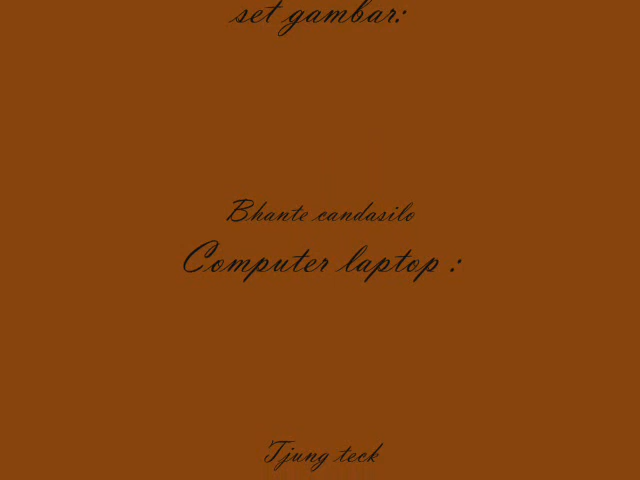 set gambar:
Bhante candasilo
Computer laptop :
Tjung teck